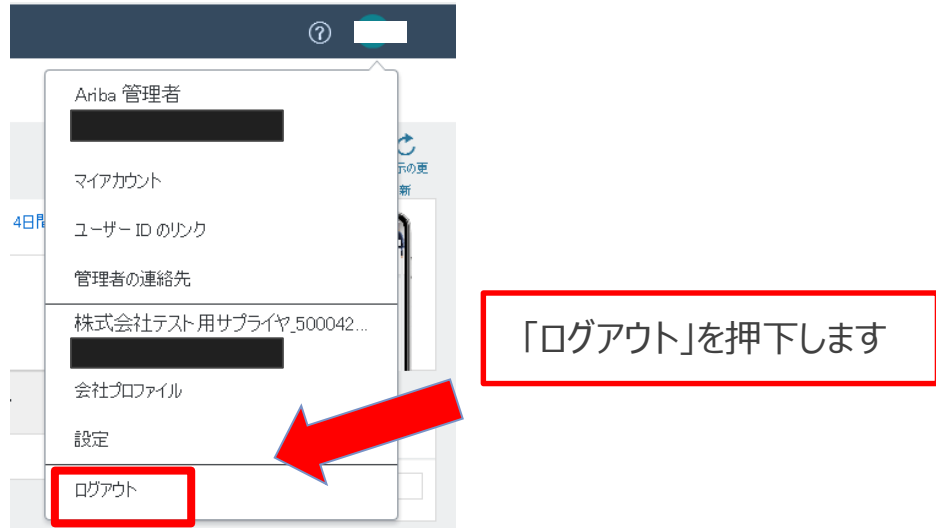 ?
Ariba 管理者
示の更
新
マイアカウント
4日間
ユーザー ID のリンク
管理者の連絡先
株式会社テスト用サプライヤ_500042...
会社プロファイル
設定
ログアウト
「ログアウト」を押下します